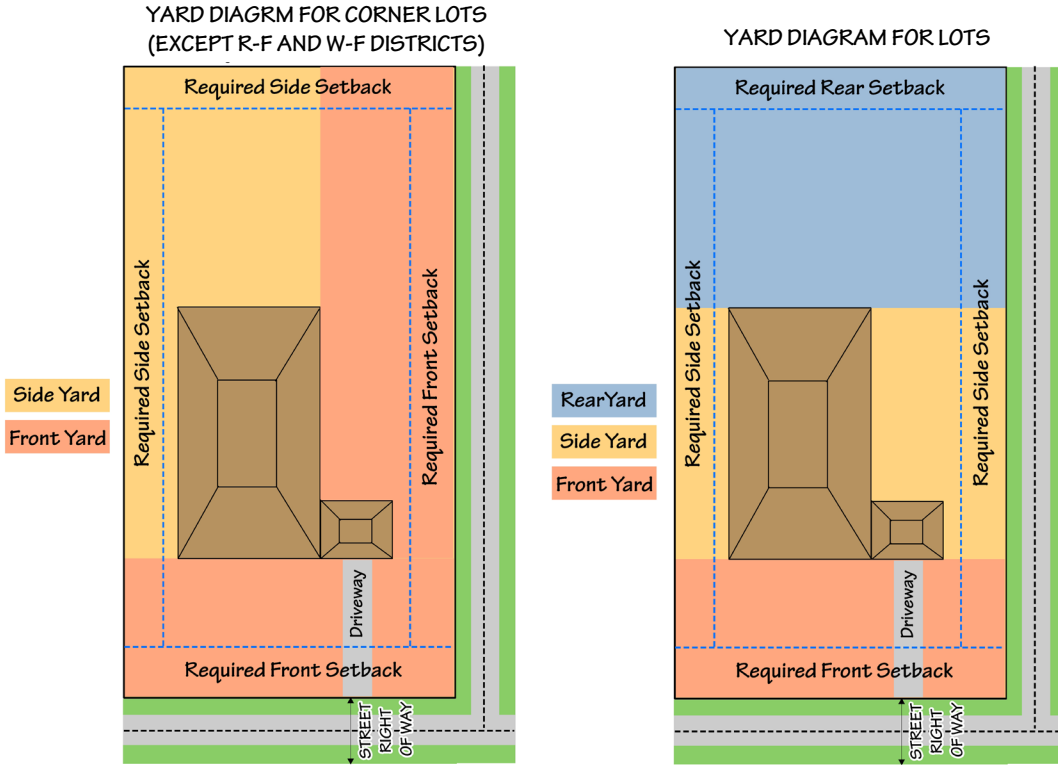 YARD DIAGRM FOR CORNER LOTS
(EXCEPT R-F AND W-F DISTRICTS)
Required Side Setback
Required Side Setback
Required Front Setback
Side Yard
Front Yard
Driveway
Required Front Setback
STREET
RIGHT
OF WAY
YARD DIAGRAM FOR LOTS
Required Rear Setback
Required Side Setback
Required Side Setback
RearYard
Side Yard
Front Yard
Driveway
Required Front Setback
STREET
RIGHT
OF WAY